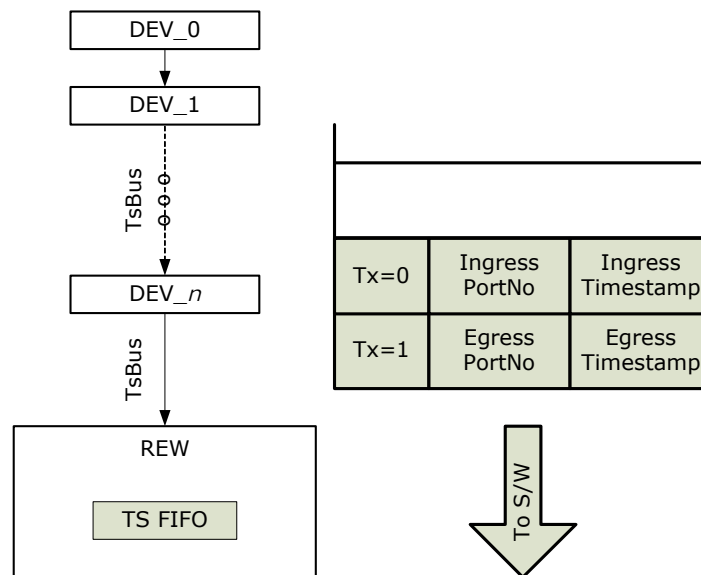 DEV_0
DEV_1
TsBus
DEV_n
TsBus
REW
TS FIFO
Tx=0
Ingress
PortNo
Ingress
Timestamp
Tx=1
Egress
PortNo
Egress
Timestamp
To S/W